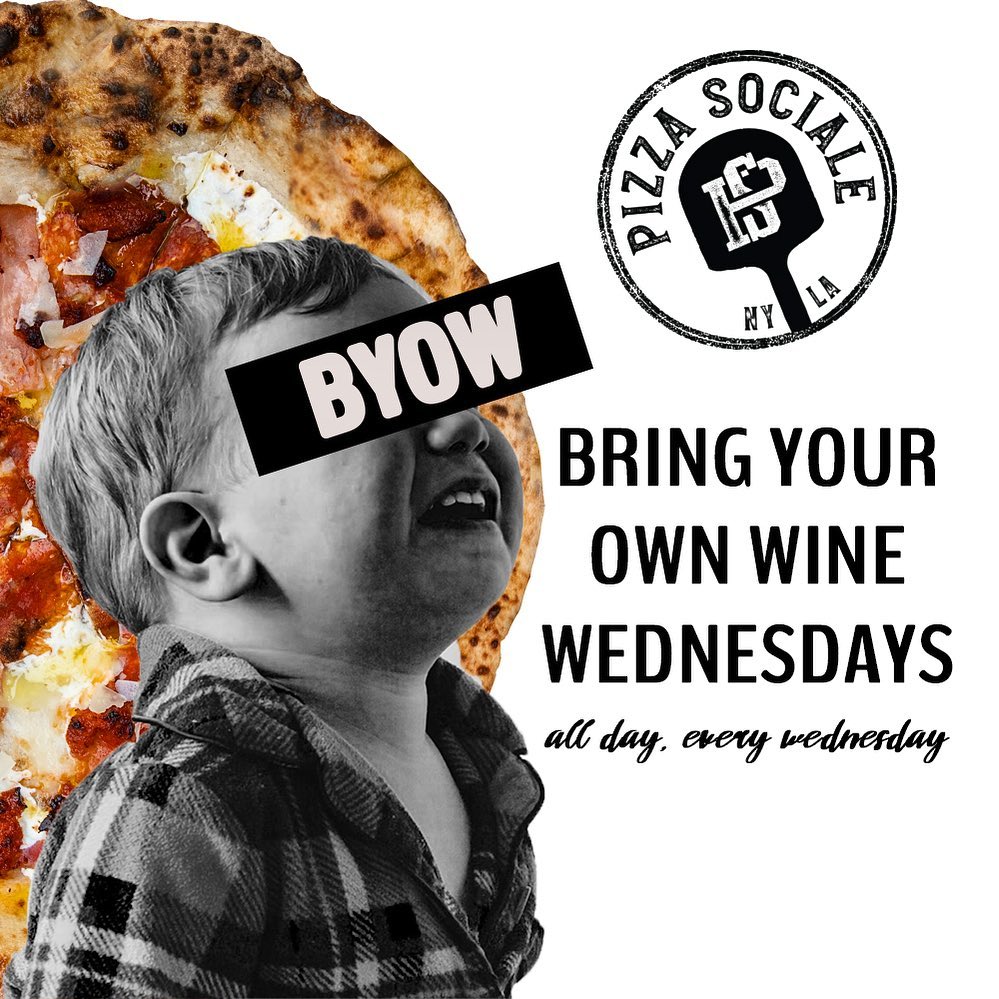 PIZZA SOCIALE
PS
NY LA
BYOW
BRING YOUR
OWN WINE
WEDNESDAYS
all day, every wednesday